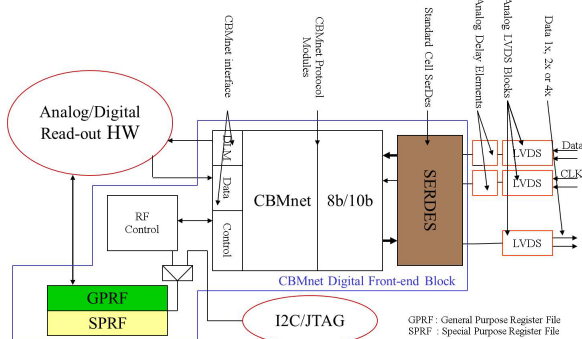 CBMnet interface
CBMnet Protocol
Modules
Standard Cell SerDes
Analog Delay Elements
Analog LVDS Blocks
Data 1x, 2x
or 4x
Analog/Digital
Read-out HW
DLM
Data
Control
CBMnet
8b/10b
SERDES
LVDS
Data
LVDS
CLK
LVDS
RF
Control
CBMnet Digital Front-end Block
GPRF
SPRF
I2C/JTAG
GPRF : General Purpose Register File
SPRF : Special Purpose Register File